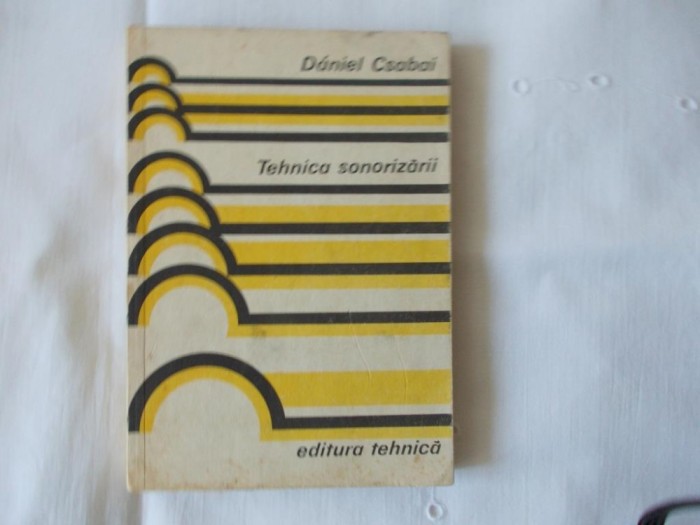 Dániel Csabai
Tehnica sonorizării
editura tehnică